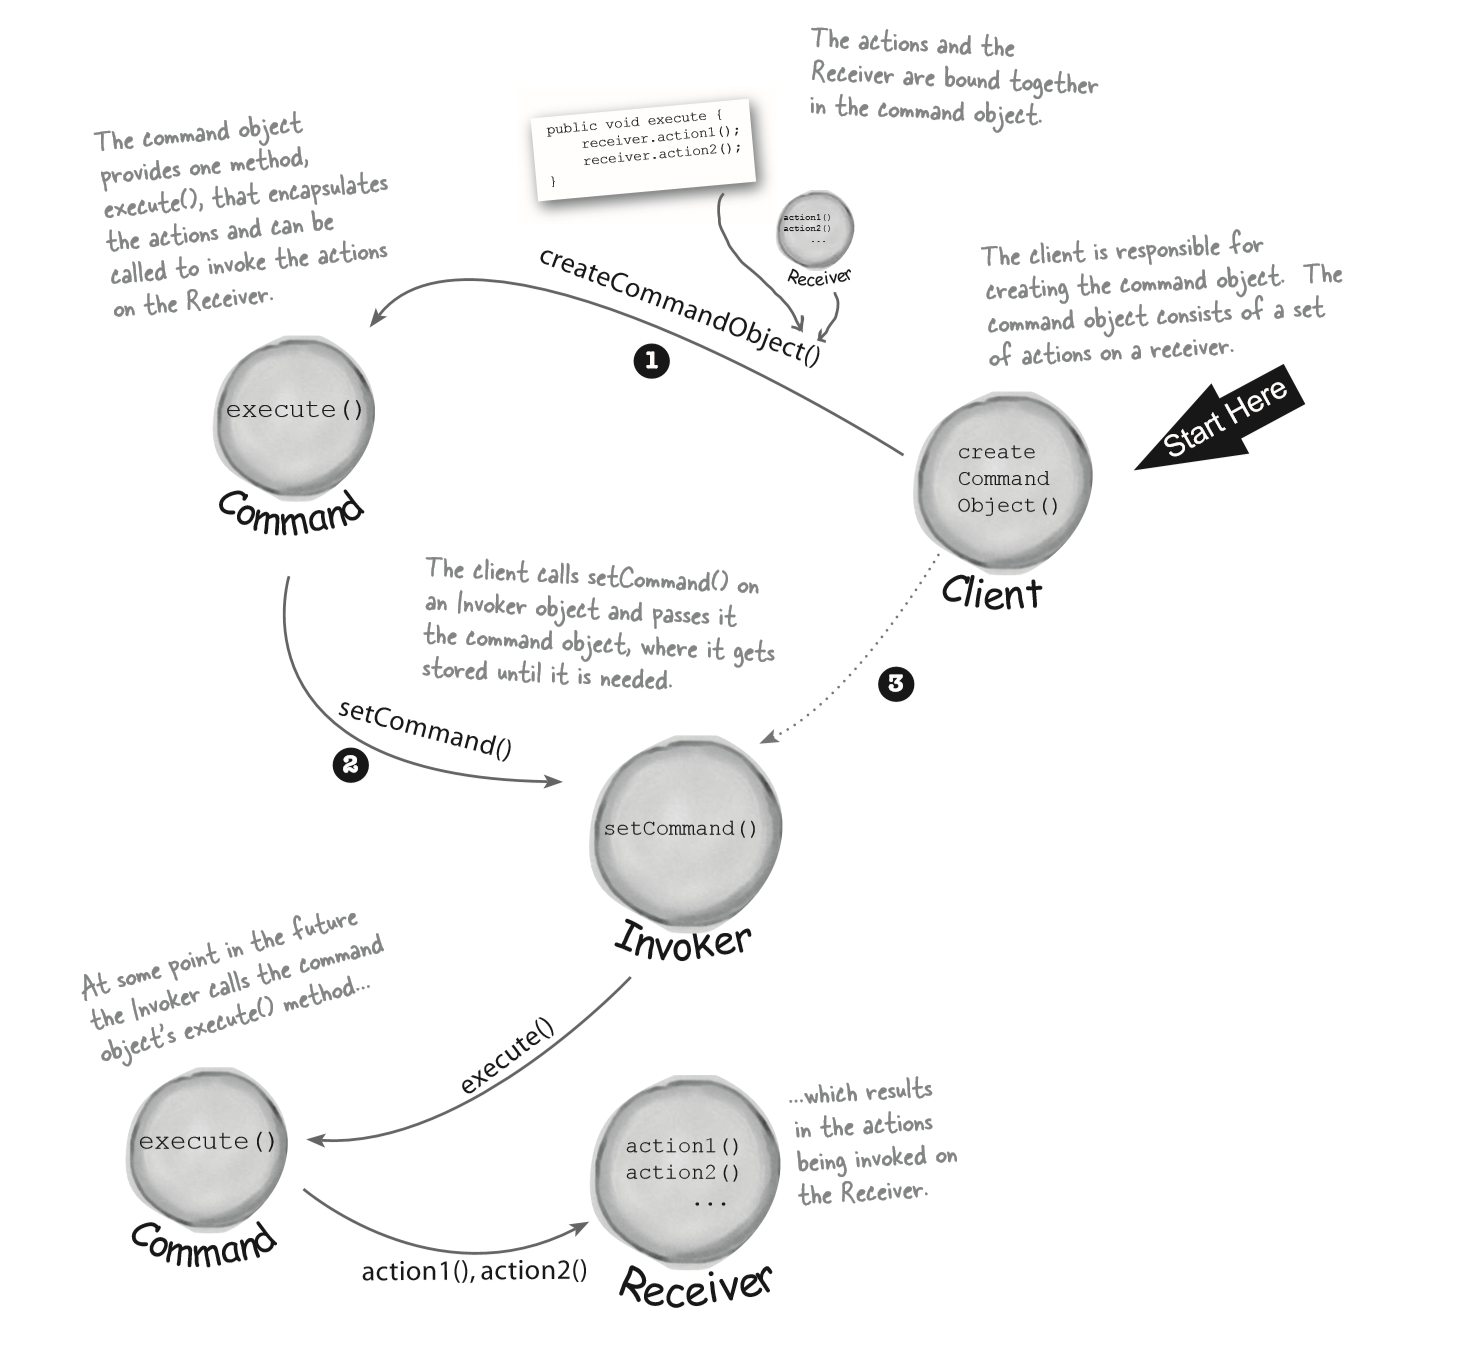 The actions and the
Receiver are bound together
in the command object.
public void execute {
receiver.action1();
receiver.action2();
}
The command object
provides one method,
execute(), that encapsulates
the actions and can be
called to invoke the actions
on the Receiver.
action1()
action2()
...
Receiver
The client is responsible for
creating the command object. The
command object consists of a set
of actions on a receiver.
createCommandObject()
1
Start Here
execute()
Command
create
Command
Object()
Client
The client calls setCommand() on
an Invoker object and passes it
the command object, where it gets
stored until it is needed.
3
setCommand()
2
setCommand()
Invoker
At some point in the future
the Invoker calls the command
object's execute() method...
execute()
execute()
Command
action1()
action2()
...
Receiver
...which results
in the actions
being invoked on
the Receiver.
action1(), action2()